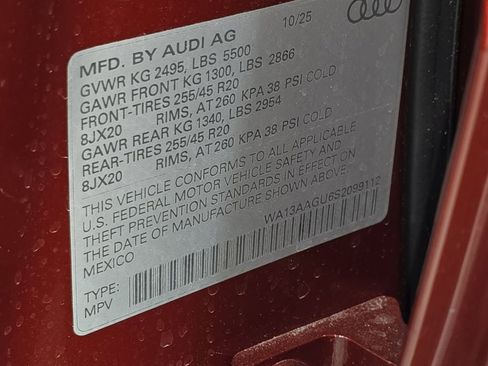 10/25
MFD. BY AUDI AG
GVWR KG 2495, LBS 5500
GAWR FRONT KG 1300, LBS 2866
FRONT-TIRES 255/45 R20
8JX20 RIMS, AT 260 KPA 38 PSI COLD
GAWR REAR KG 1340, LBS 2954
REAR-TIRES 255/45 R20
8JX20 RIMS, AT 260 KPA 38 PSI COLD
THIS VEHICLE CONFORMS TO ALL APPLICABLE
U.S. FEDERAL MOTOR VEHICLE SAFETY AND
THEFT PREVENTION STANDARDS IN EFFECT ON
THE DATE OF MANUFACTURE SHOWN ABOVE.
MEXICO
WA13AAGU6S2099112
TYPE:
MPV